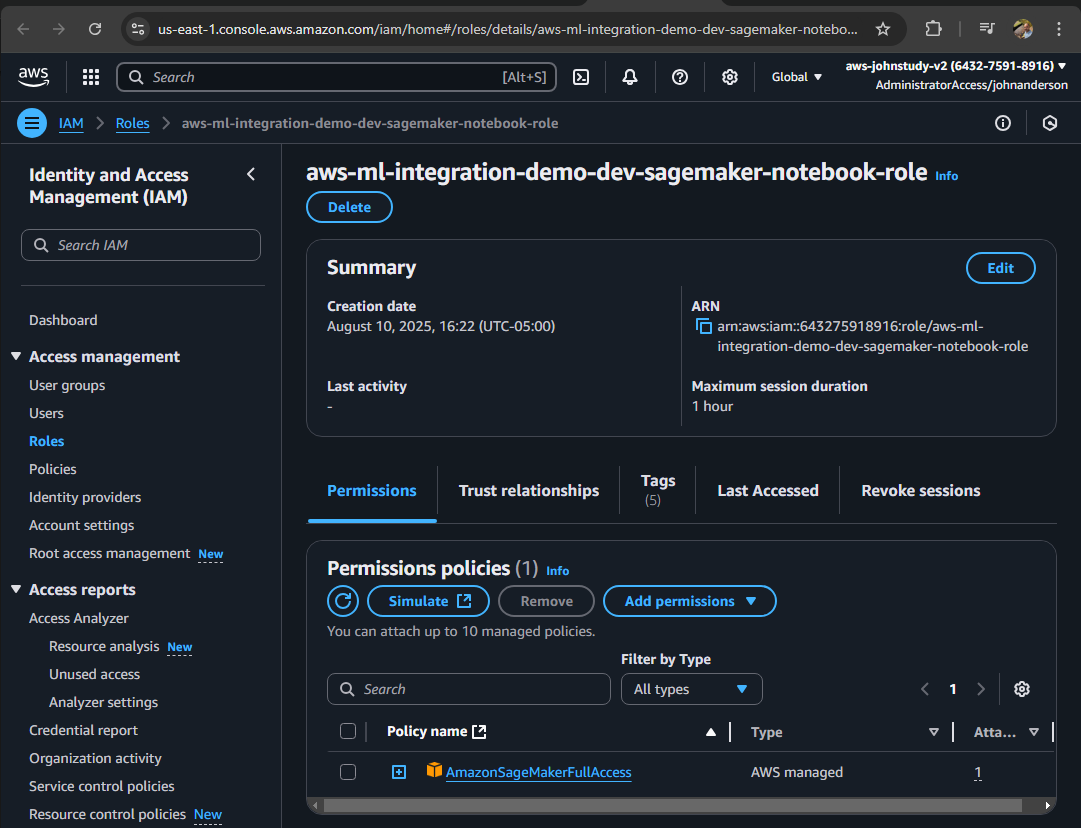 us-east-1.console.aws.amazon.com/iam/home#/roles/details/aws-ml-integration-demo-dev-sagemaker-notebo...
aws
Search [Alt+S]
Global
aws-johnstudy-v2 (6432-7591-8916)
AdministratorAccess/johnanderson
IAM > Roles > aws-ml-integration-demo-dev-sagemaker-notebook-role
Identity and Access
Management (IAM)
Search IAM
Dashboard
Access management
User groups
Users
Roles
Policies
Identity providers
Account settings
Root access management New
Access reports
Access Analyzer
Resource analysis New
Unused access
Analyzer settings
Credential report
Organization activity
Service control policies
Resource control policies New
aws-ml-integration-demo-dev-sagemaker-notebook-role Info
Delete
Summary
Edit
Creation date
August 10, 2025, 16:22 (UTC-05:00)
ARN
arn:aws:iam::643275918916:role/aws-ml-
integration-demo-dev-sagemaker-notebook-role
Last activity
-
Maximum session duration
1 hour
Permissions
Trust relationships
Tags
(5)
Last Accessed
Revoke sessions
Permissions policies (1) Info
Simulate
Remove
Add permissions
You can attach up to 10 managed policies.
Filter by Type
Search
All types
1
Policy name
Type
Atta...
AmazonSageMakerFullAccess
AWS managed
1